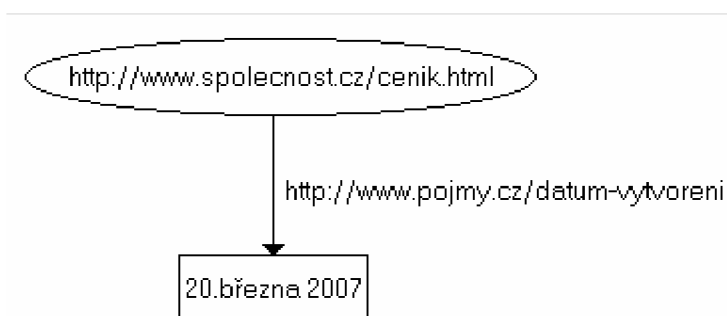 http://www.spolecnost.cz/cenik.html
http://www.pojmy.cz/datum-vytvoreni
20.března 2007